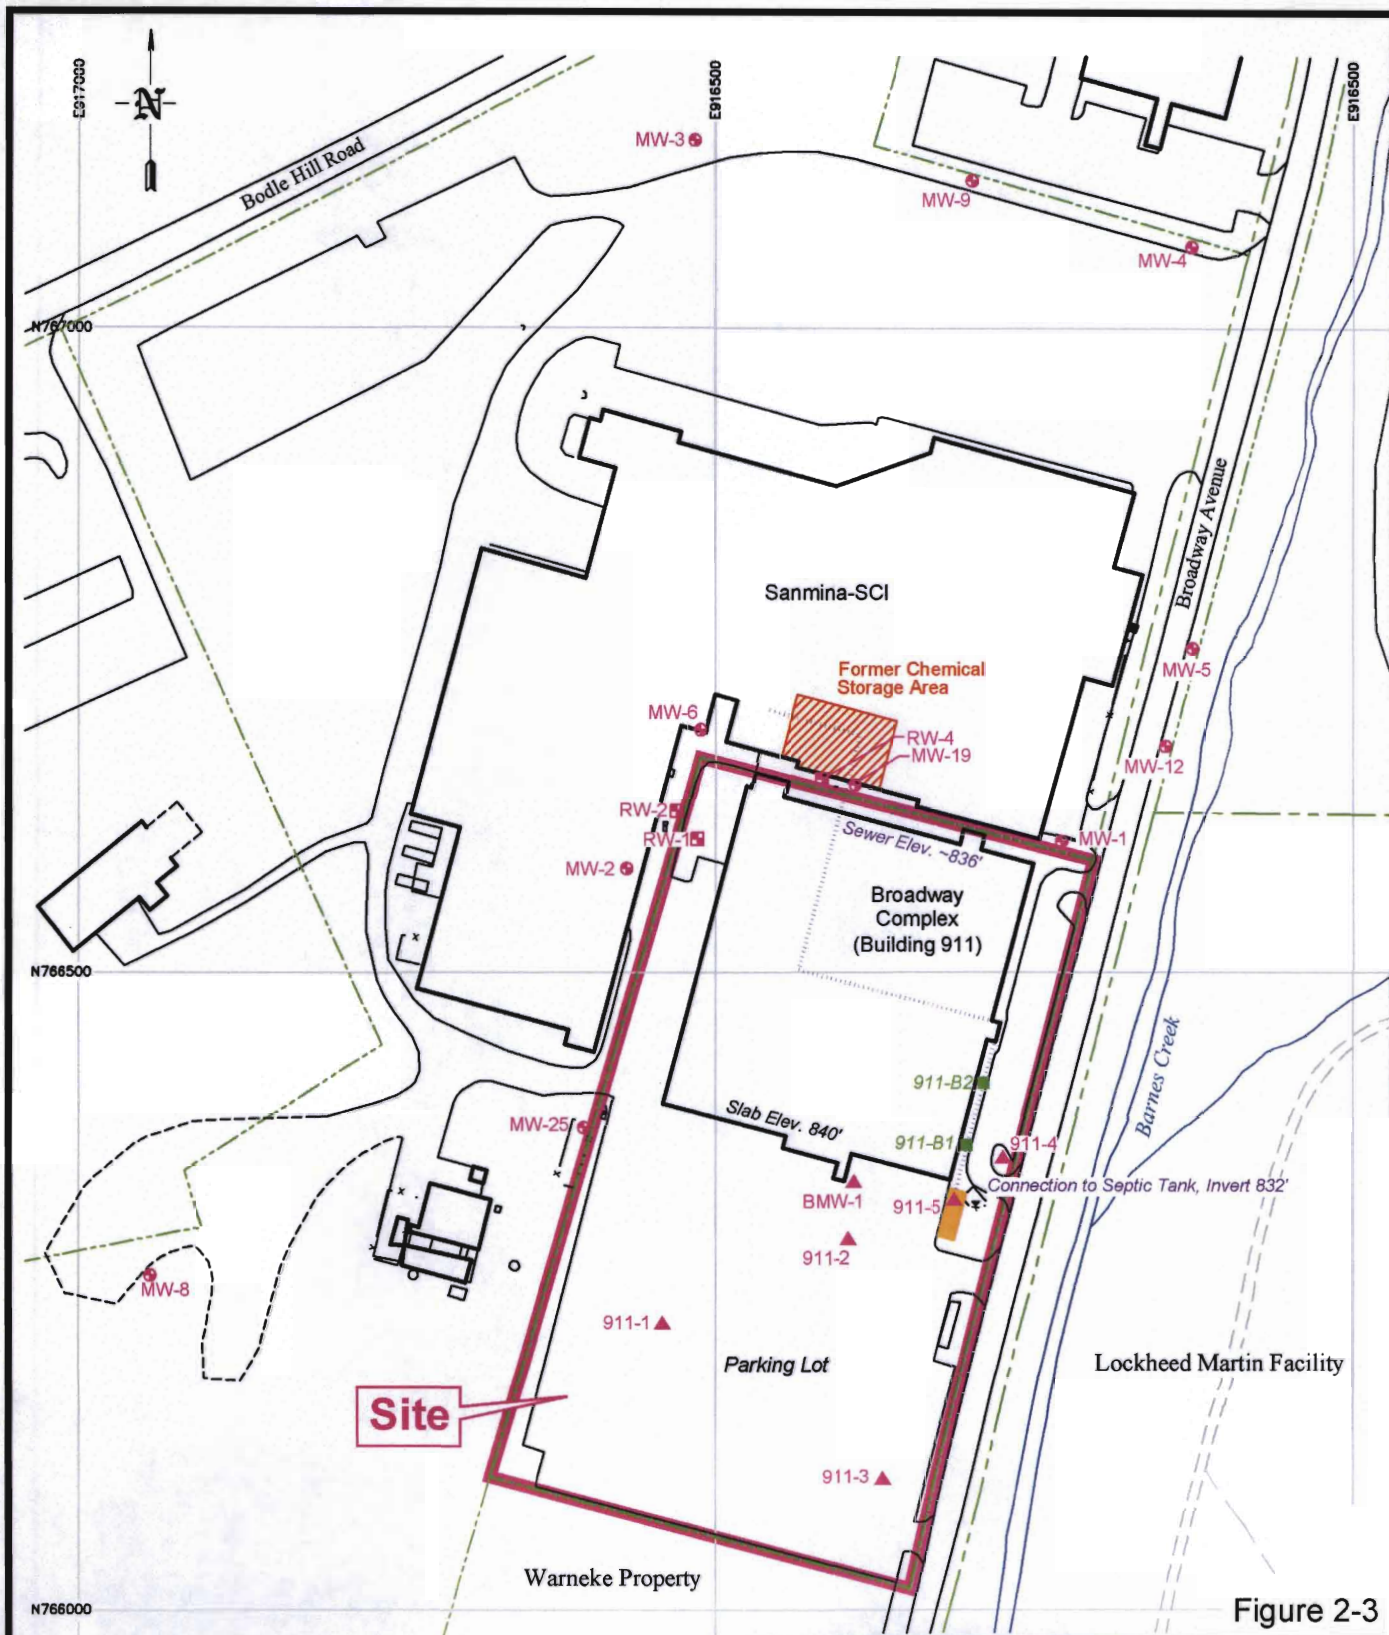 E917000
E916500
E916500
N
MW-3
Bodle Hill Road
MW-9
MW-4
N767000
Broadway Avenue
Sanmina-SCI
Former Chemical
Storage Area
MW-5
MW-6
RW-4
MW-19
MW-12
RW-2
RW-1
MW-1
Sewer Elev. ~836'
MW-2
Broadway
Complex
(Building 911)
N766500
Barnes Creek
911-B2
Slab Elev. 840'
MW-25
911-B1
911-4
Connection to Septic Tank, Invert 832'
BMW-1
911-5
911-2
MW-8
911-1
Parking Lot
Lockheed Martin Facility
Site
911-3
Warneke Property
N766000
Figure 2-3